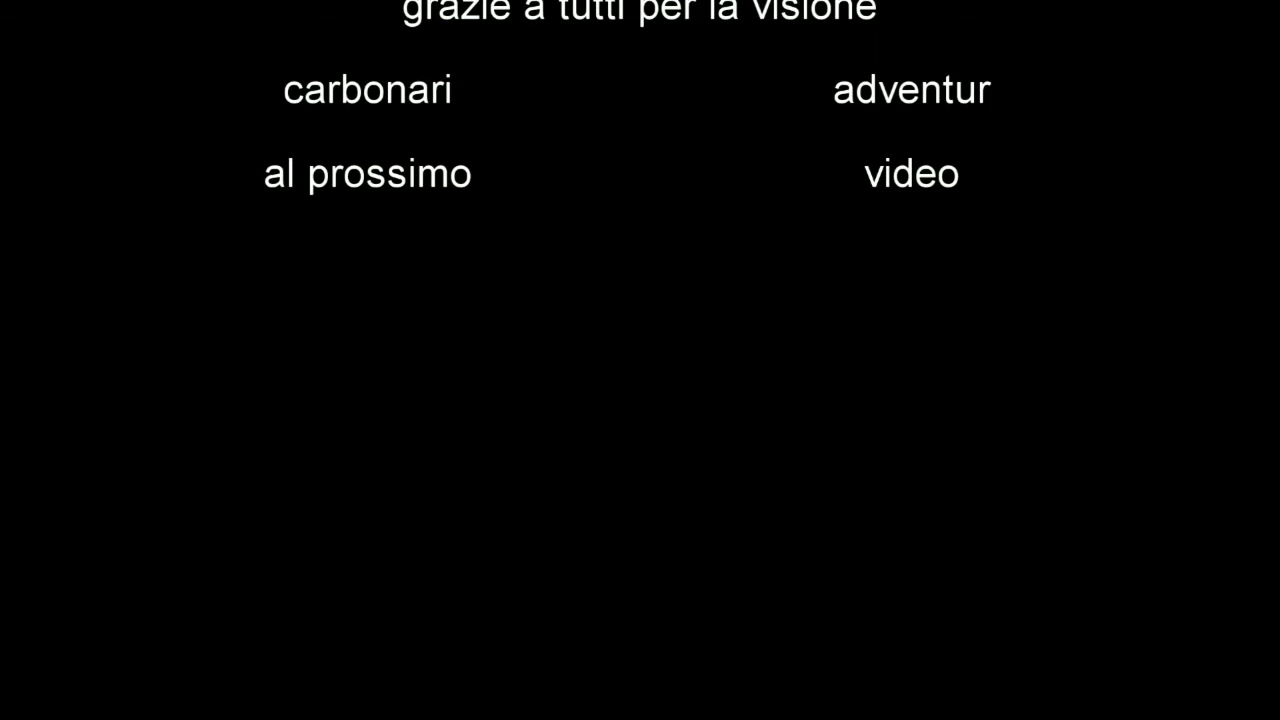 grazie a tutti per la visione
carbonari adventur
al prossimo video